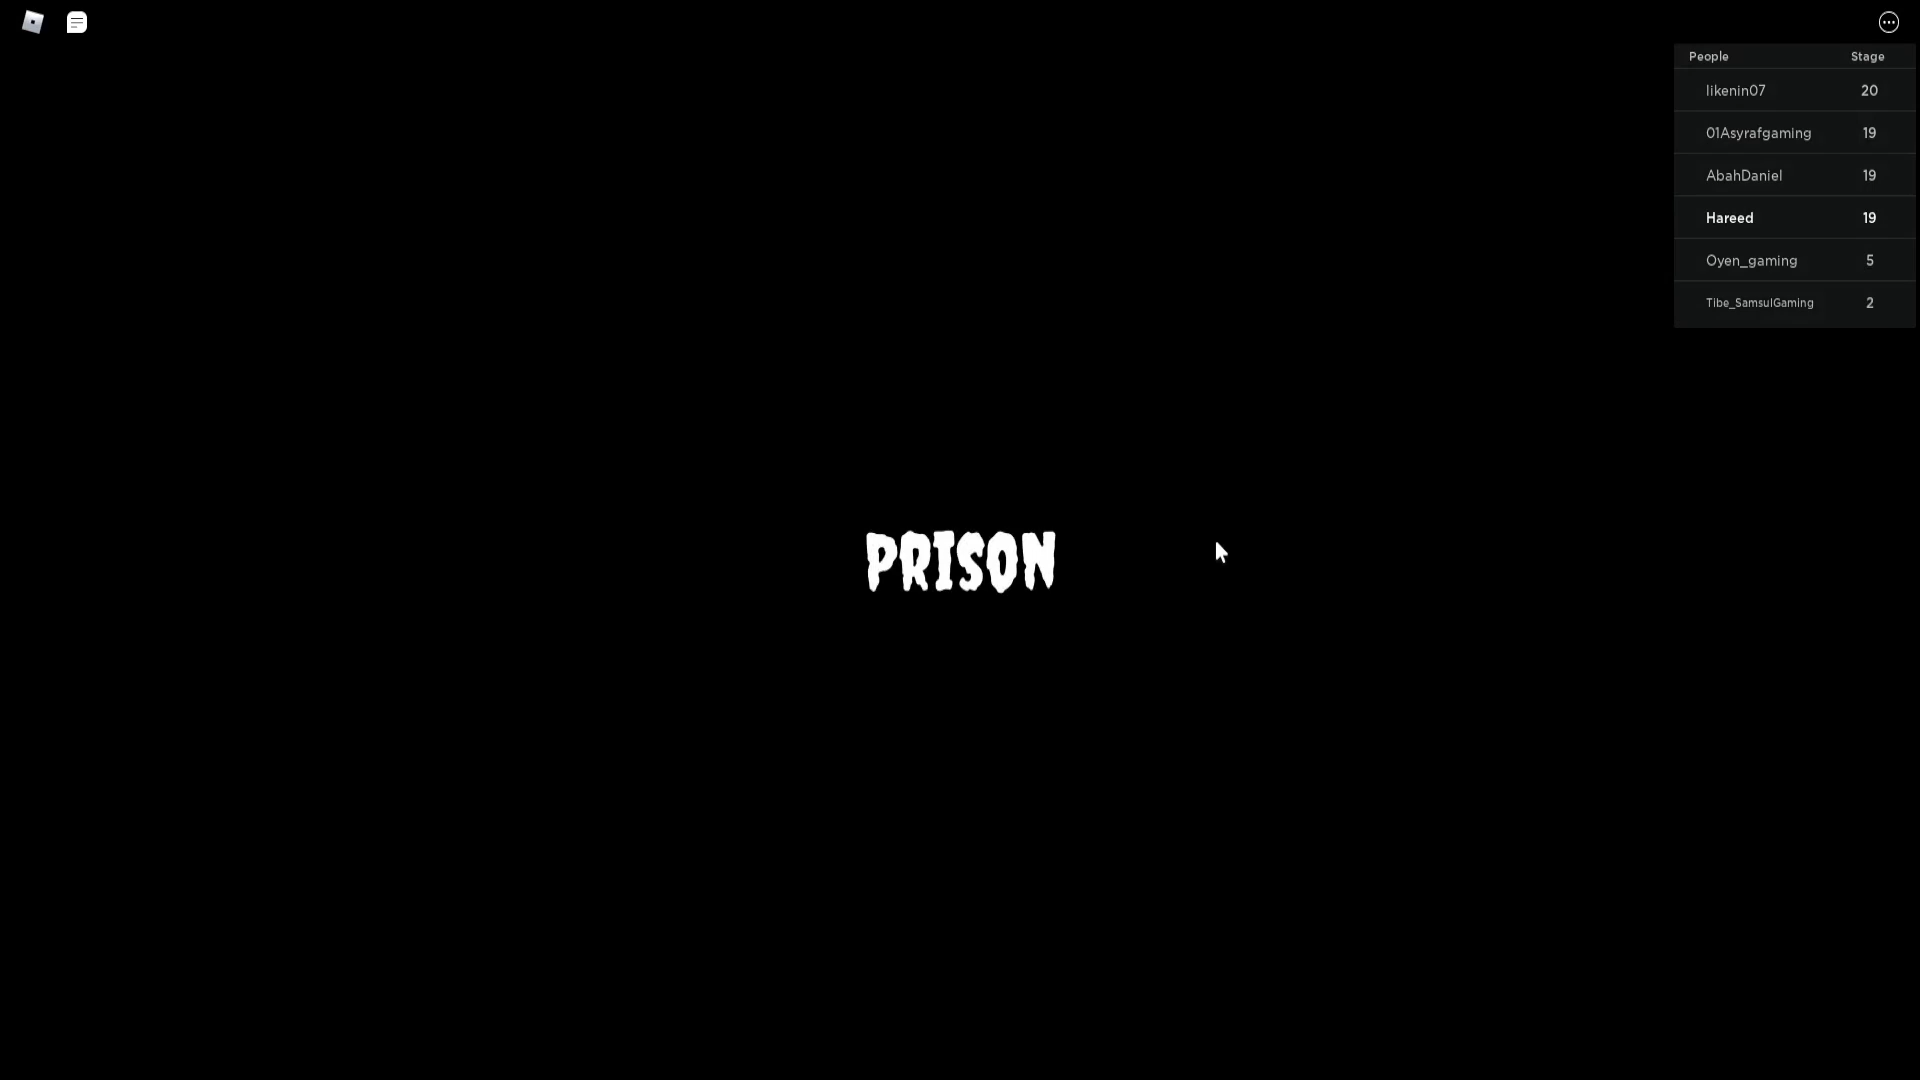 People Stage
likenin07 20
01Asyrafgaming 19
AbahDaniel 19
Hareed 19
Oyen_gaming 5
Tibe_SamsulGaming 2
PRISON